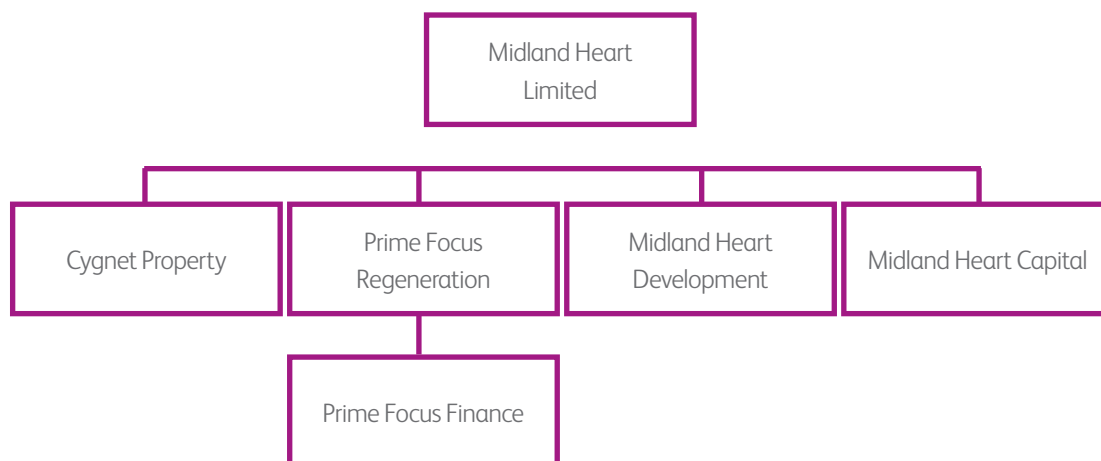 Midland Heart
Limited
Cygnet Property
Prime Focus
Regeneration
Midland Heart
Development
Midland Heart Capital
Prime Focus Finance